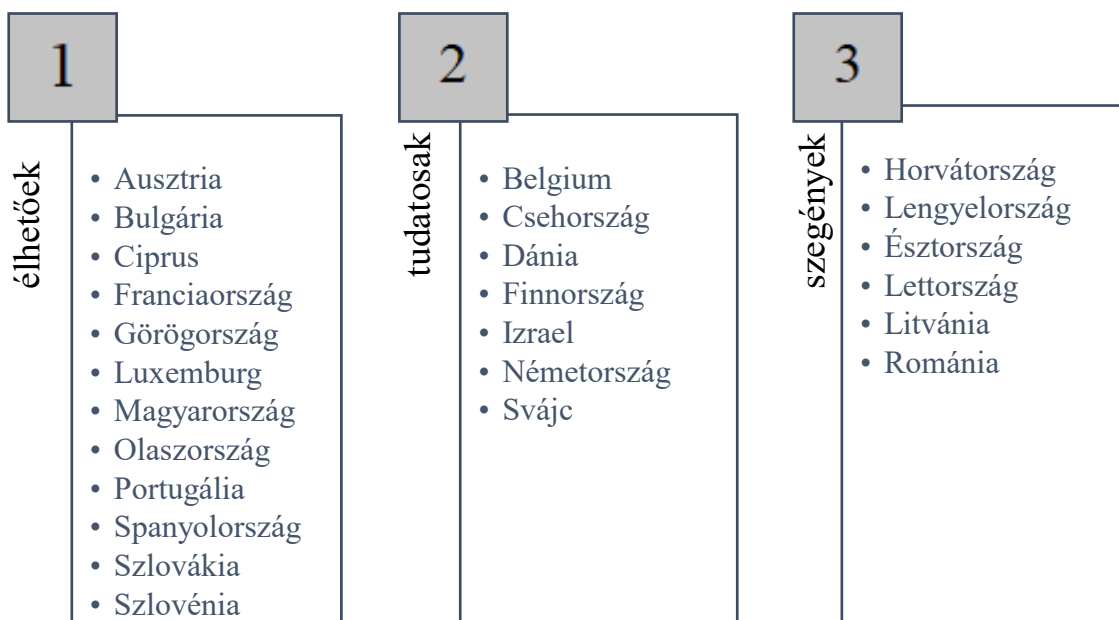 1
élhetőek
• Ausztria
• Bulgária
• Ciprus
• Franciaország
• Görögország
• Luxemburg
• Magyarország
• Olaszország
• Portugália
• Spanyolország
• Szlovákia
• Szlovénia
2
tudatosak
• Belgium
• Csehország
• Dánia
• Finnország
• Izrael
• Németország
• Svájc
3
szegények
• Horvátország
• Lengyelország
• Észtország
• Lettország
• Litvánia
• Románia